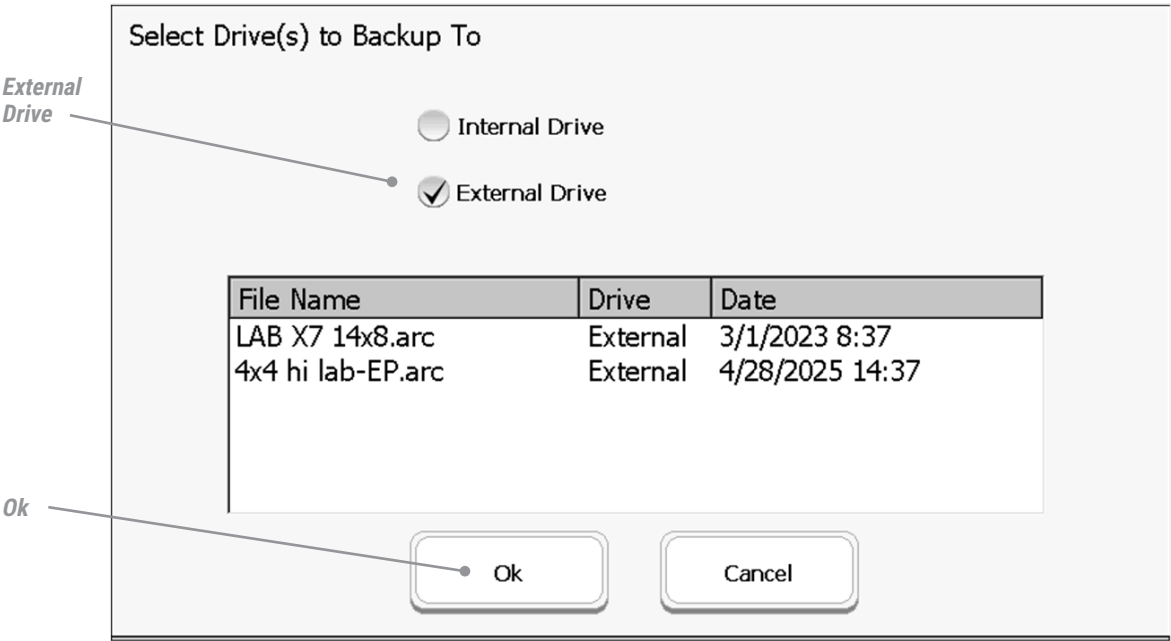 Select Drive(s) to Backup To
External
Drive
Internal Drive
External Drive
File Name Drive Date
LAB X7 14x8.arc External 3/1/2023 8:37
4x4 hi lab-EP.arc External 4/28/2025 14:37
Ok
Ok Cancel